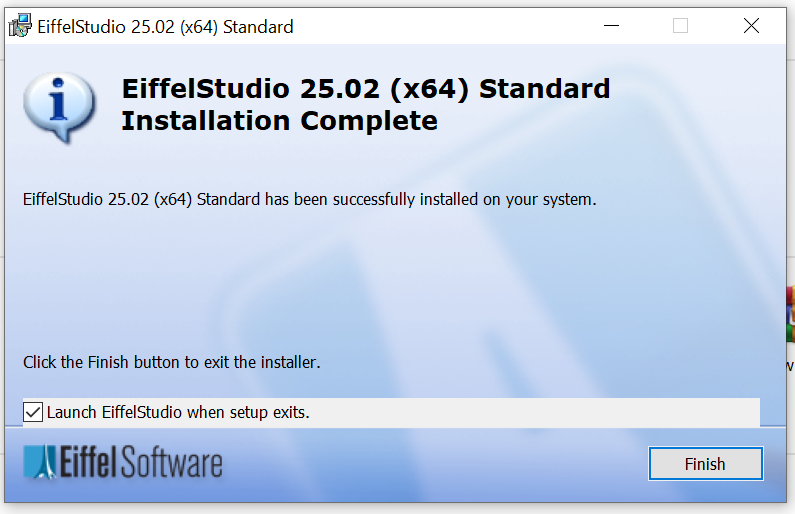 EiffelStudio 25.02 (x64) Standard
EiffelStudio 25.02 (x64) Standard
Installation Complete
EiffelStudio 25.02 (x64) Standard has been successfully installed on your system.
Click the Finish button to exit the installer.
Launch EiffelStudio when setup exits.
Eiffel Software
Finish